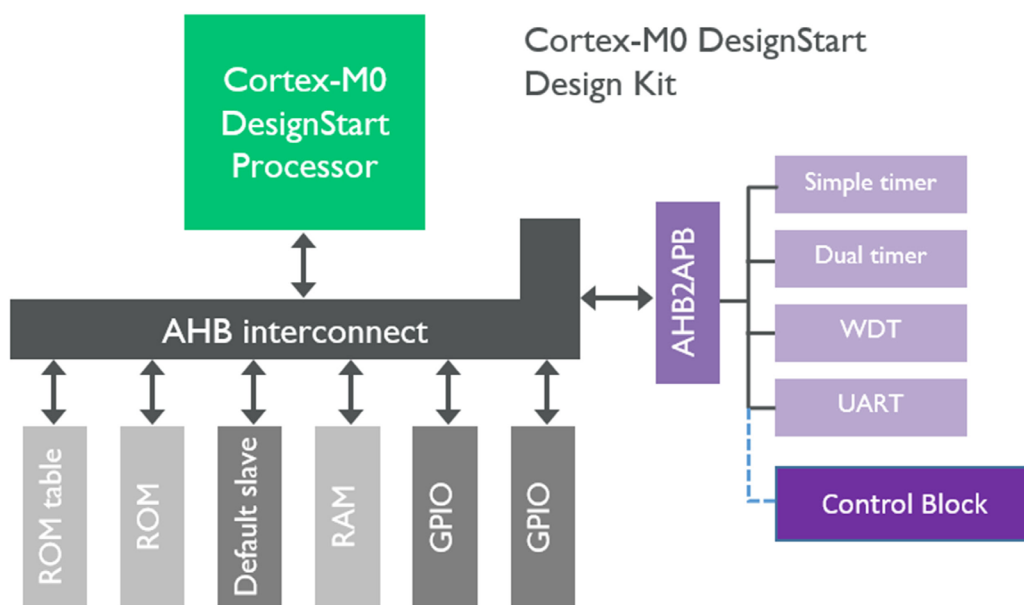 Cortex-M0 DesignStart
Design Kit
Cortex-M0
DesignStart
Processor
Simple timer
Dual timer
WDT
UART
Control Block
AHB2APB
AHB interconnect
ROM table
ROM
Default slave
RAM
GPIO
GPIO